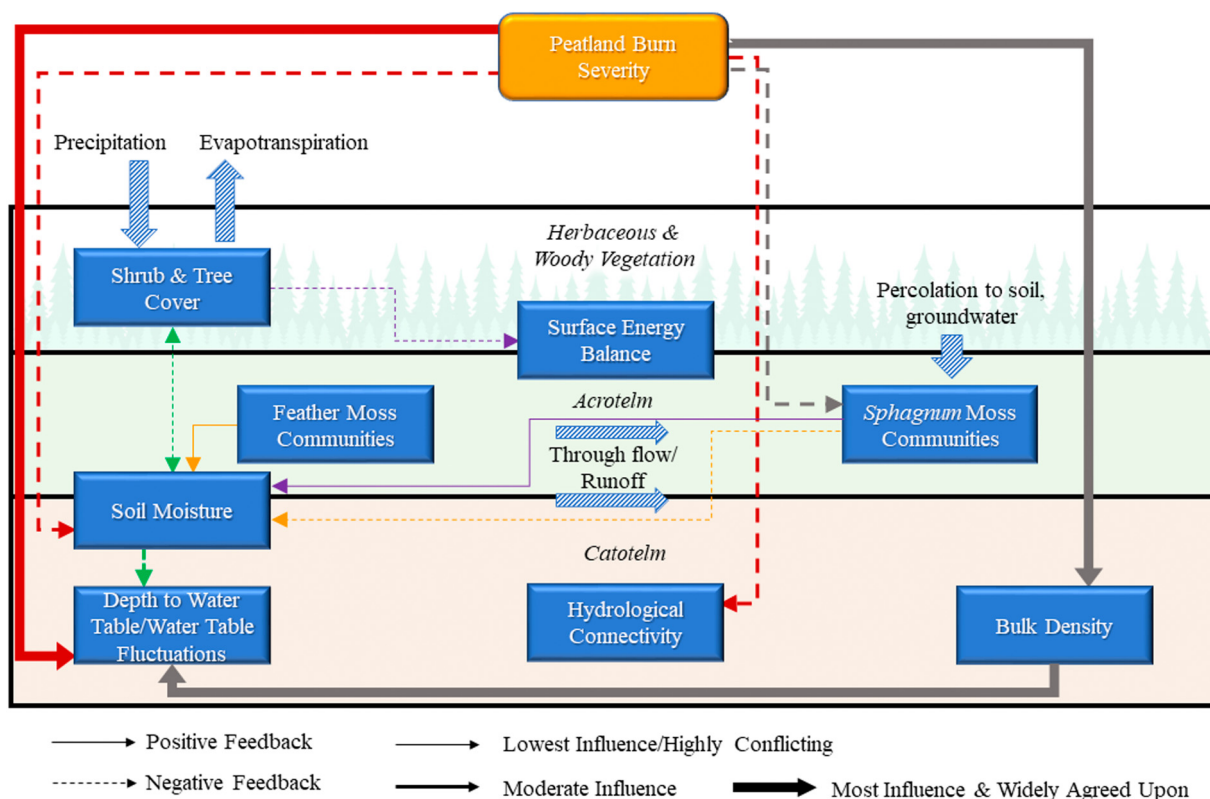 Peatland Burn
Severity
Precipitation
Evapotranspiration
Herbaceous &
Woody Vegetation
Shrub & Tree
Cover
Percolation to soil,
groundwater
Surface Energy
Balance
Feather Moss
Communities
Acrotelm
Sphagnum Moss
Communities
Through flow/
Runoff
Soil Moisture
Catotelm
Depth to Water
Table/Water Table
Fluctuations
Hydrological
Connectivity
Bulk Density
Positive Feedback
Lowest Influence/Highly Conflicting
Negative Feedback
Moderate Influence
Most Influence & Widely Agreed Upon